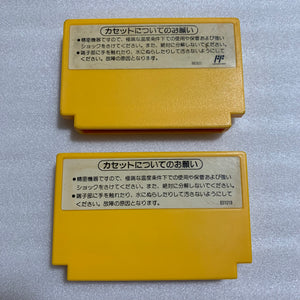 カセットについてのお願い
●精密機器ですので、極端な温度条件下での使用や保管および強い
ショックをさけてください。また、絶対に分解しないでください。
●端子部に手を触れたり、水にぬらしたりして汚さないようにして
ください。故障の原因となります。
FF
カセットについてのお願い
●精密機器ですので、極端な温度条件下での使用や保管および強い
ショックをさけてください。また、絶対に分解しないでください。
●端子部に手を触れたり、水にぬらしたりして汚さないようにして
ください。故障の原因となります。